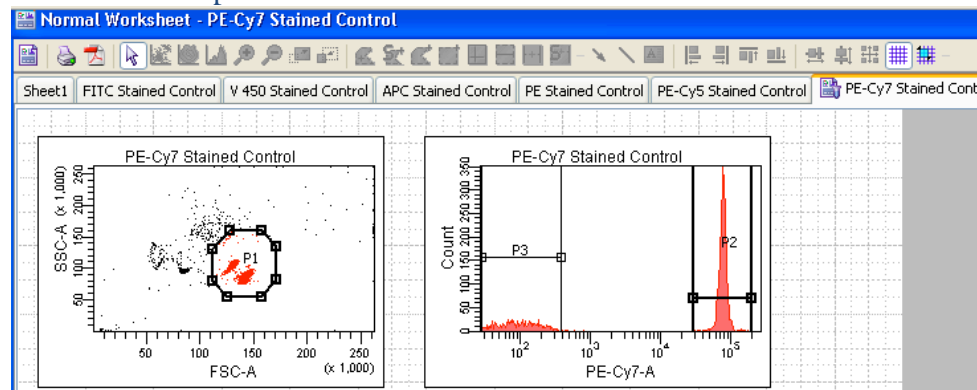 Normal Worksheet - PE-Cy7 Stained Control
Sheet1 FITC Stained Control V 450 Stained Control APC Stained Control PE Stained Control PE-Cy5 Stained Control PE-Cy7 Stained Cont
PE-Cy7 Stained Control
SSC-A (x 1,000)
50 100 150 200 250
P1
50 100 150 200 250
FSC-A (x 1,000)
PE-Cy7 Stained Control
Count
0 50 100 150 200 250 300 350
P3
P2
10² 10³ 10⁴ 10⁵
PE-Cy7-A